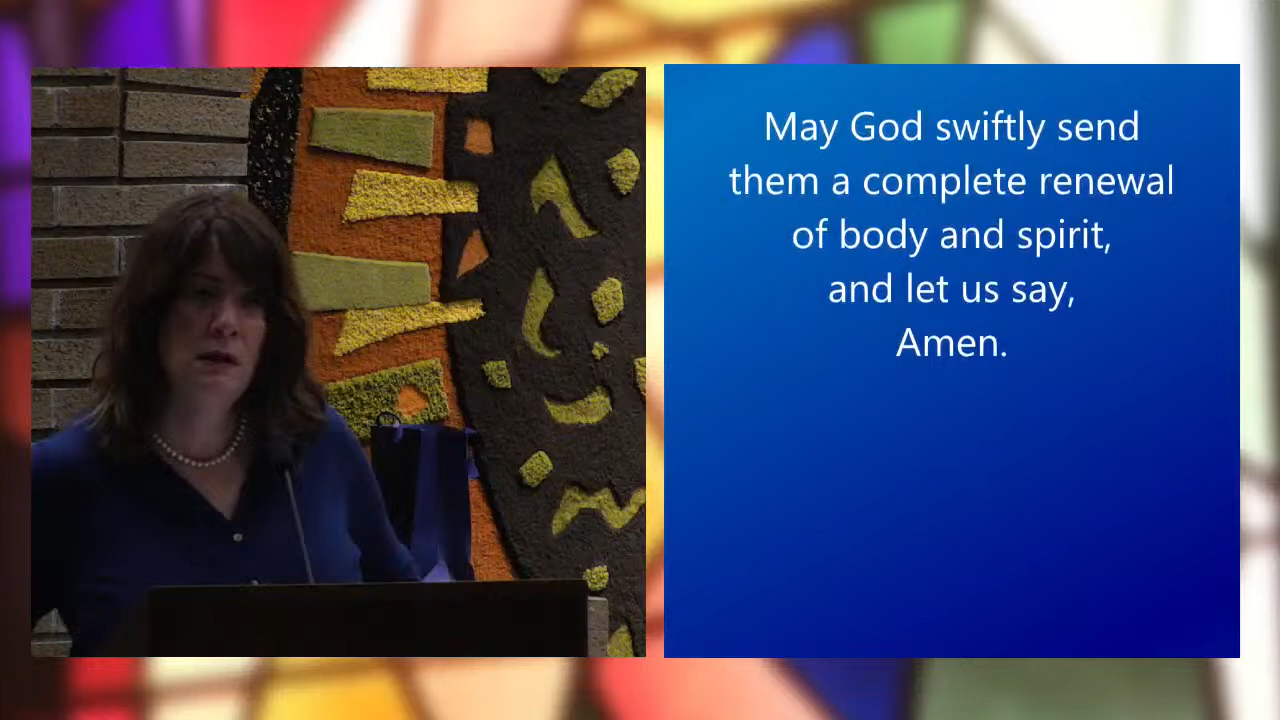 May God swiftly send
them a complete renewal
of body and spirit,
and let us say,
Amen.